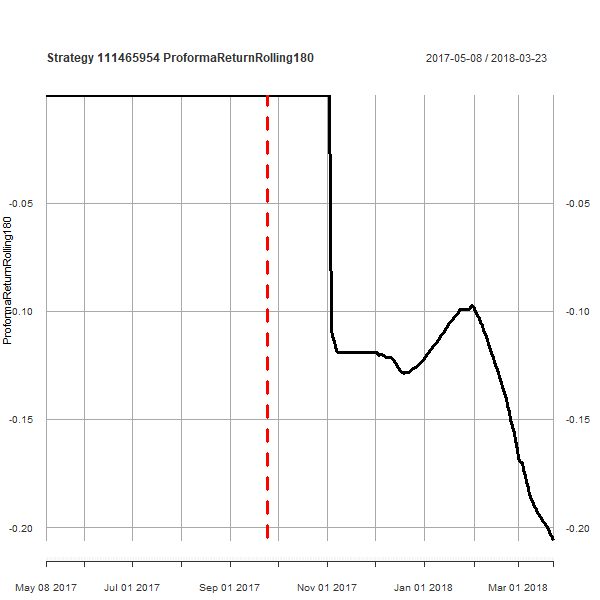 Strategy 111465954 ProformaReturnRolling180
2017-05-08 / 2018-03-23
ProformaReturnRolling180
-0.05
-0.05
-0.10
-0.10
-0.15
-0.15
-0.20
-0.20
May 08 2017
Jul 01 2017
Sep 01 2017
Nov 01 2017
Jan 01 2018
Mar 01 2018